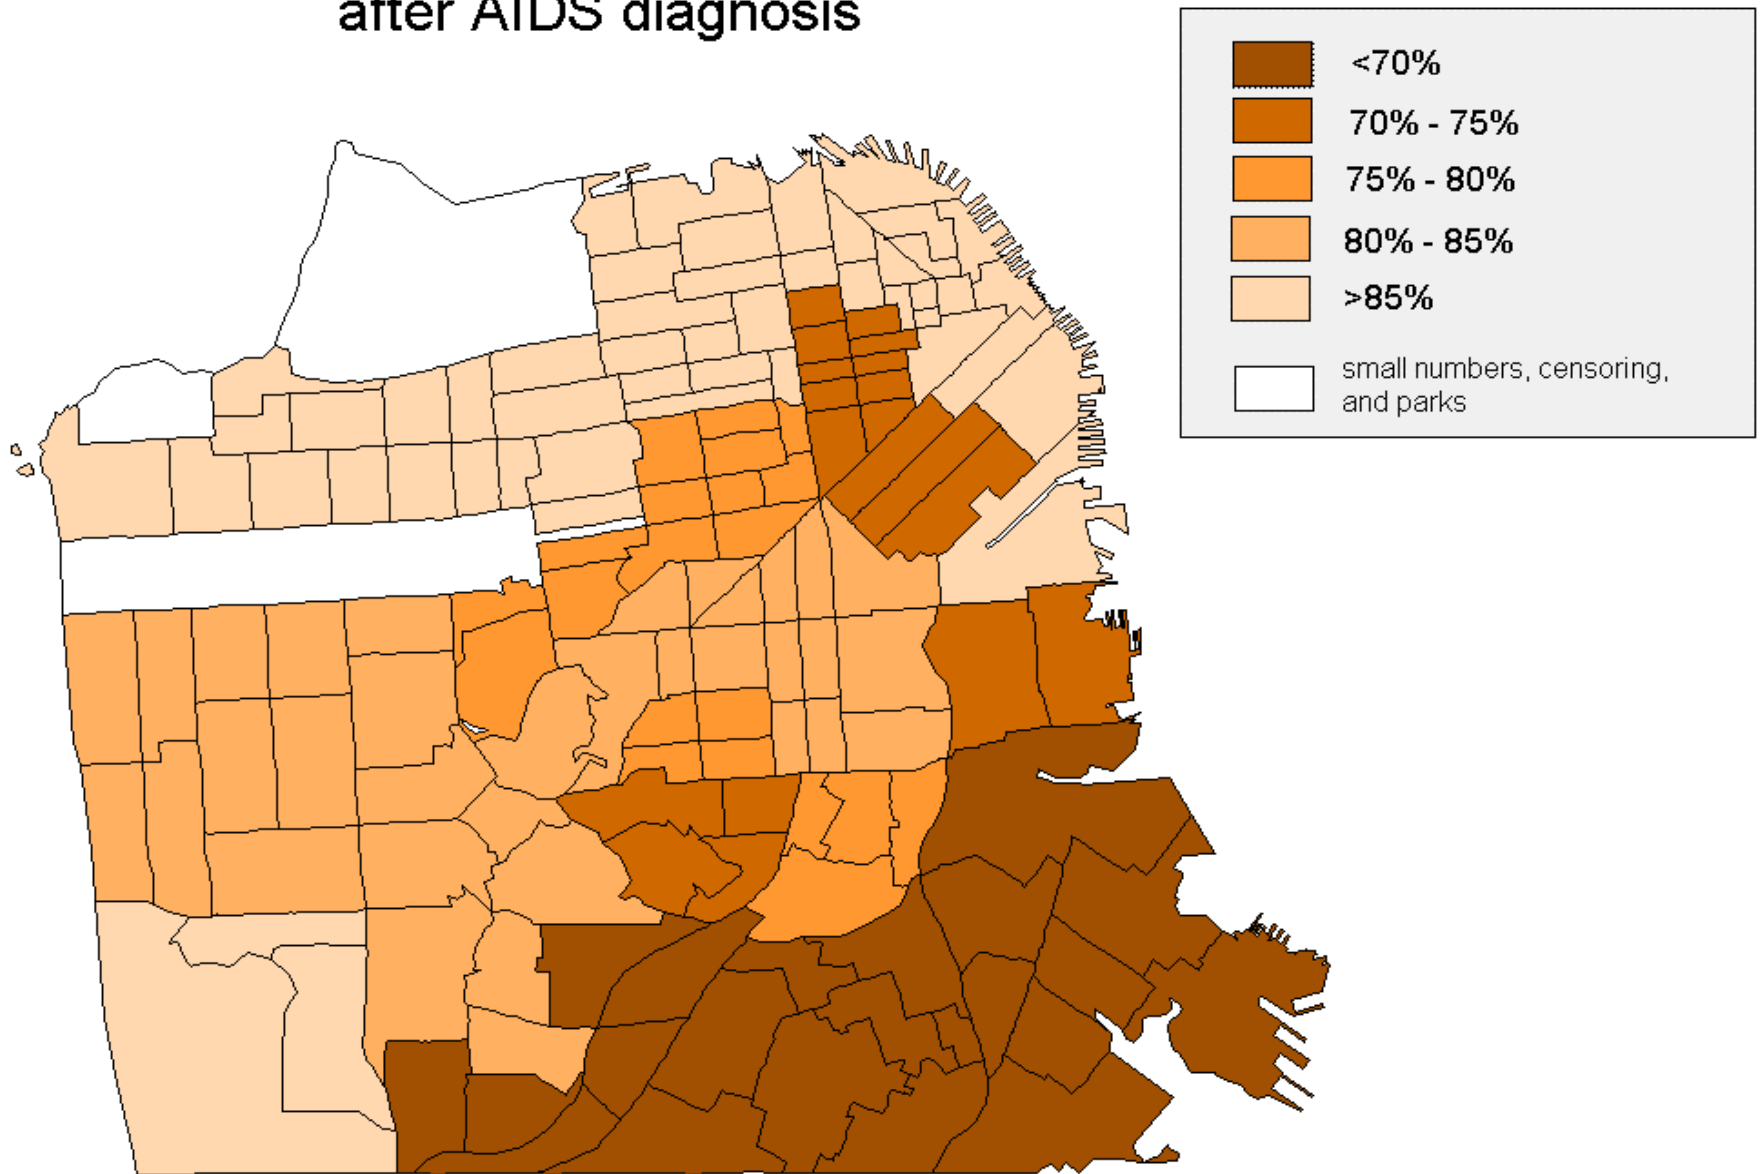 after AIDS diagnosis
<70%
70% - 75%
75% - 80%
80% - 85%
>85%
small numbers, censoring,
and parks